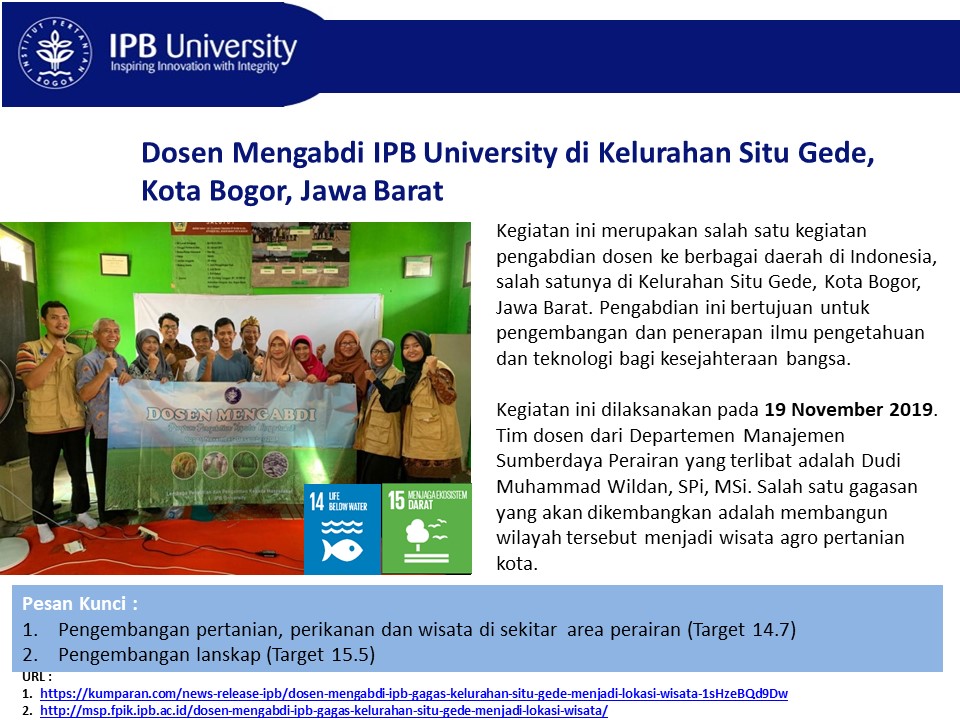 INSTITUT PERTANIAN
BOGOR
IPB University
Inspiring Innovation with Integrity
Dosen Mengabdi IPB University di Kelurahan Situ Gede,
Kota Bogor, Jawa Barat
Kegiatan ini merupakan salah satu kegiatan
pengabdian dosen ke berbagai daerah di Indonesia,
salah satunya di Kelurahan Situ Gede, Kota Bogor,
Jawa Barat. Pengabdian ini bertujuan untuk
pengembangan dan penerapan ilmu pengetahuan
dan teknologi bagi kesejahteraan bangsa.
Kegiatan ini dilaksanakan pada 19 November 2019.
Tim dosen dari Departemen Manajemen
Sumberdaya Perairan yang terlibat adalah Dudi
Muhammad Wildan, SPi, MSi. Salah satu gagasan
yang akan dikembangkan adalah membangun
wilayah tersebut menjadi wisata agro pertanian
kota.
DOSEN MENGABDI
14 LIFE
BELOW WATER
15 MENJAGA EKOSISTEM
DARAT
Pesan Kunci :
1. Pengembangan pertanian, perikanan dan wisata di sekitar area perairan (Target 14.7)
2. Pengembangan lanskap (Target 15.5)
URL :
1. https://kumparan.com/news-release-ipb/dosen-mengabdi-ipb-gagas-kelurahan-situ-gede-menjadi-lokasi-wisata-1sHzeBQd9Dw
2. http://msp.fpik.ipb.ac.id/dosen-mengabdi-ipb-gagas-kelurahan-situ-gede-menjadi-lokasi-wisata/